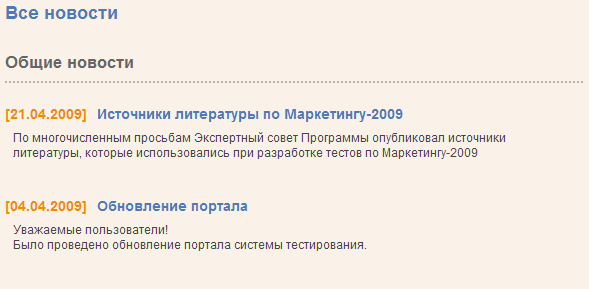 Все новости
Общие новости
[21.04.2009] Источники литературы по Маркетингу-2009
По многочисленным просьбам Экспертный совет Программы опубликовал источники
литературы, которые использовались при разработке тестов по Маркетингу-2009
[04.04.2009] Обновление портала
Уважаемые пользователи!
Было проведено обновление портала системы тестирования.